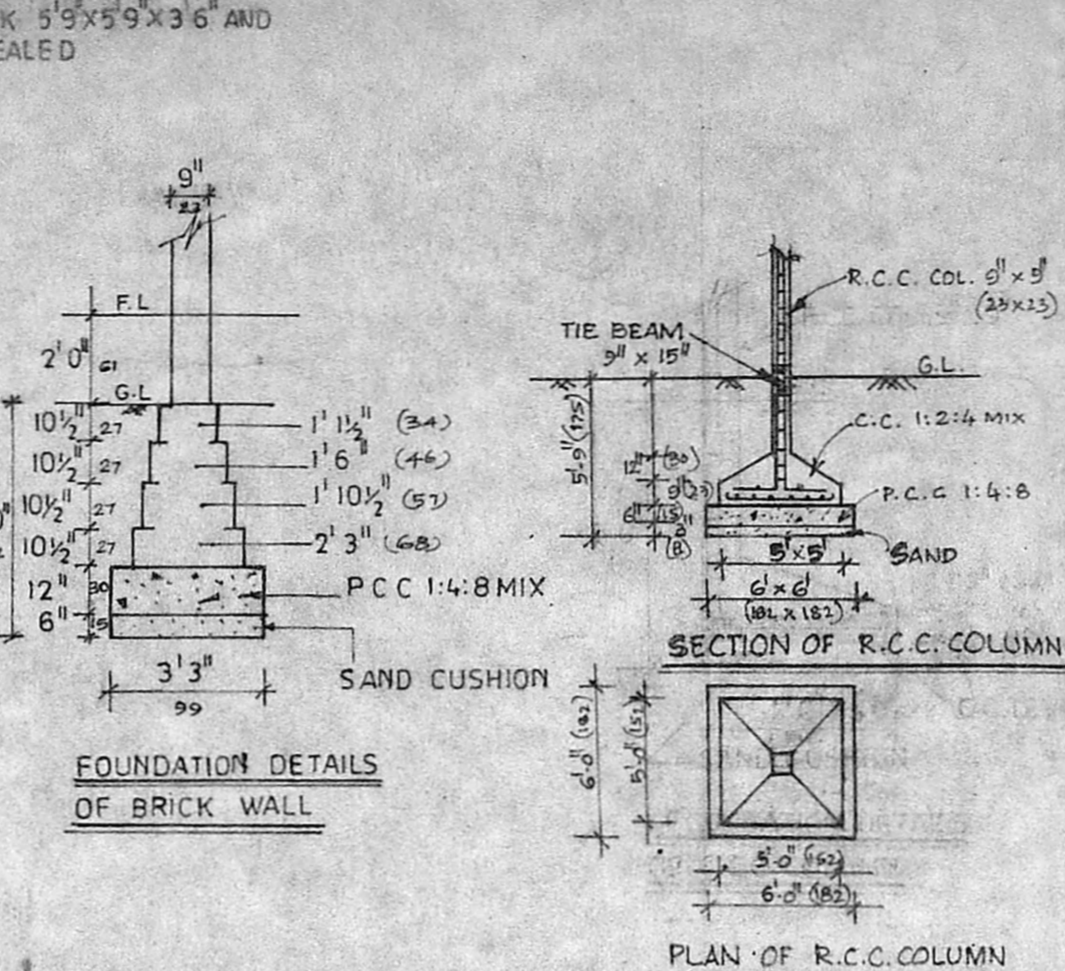 5'9"X5'9"X3'6" AND
EALED
9"
23
F.L
2'0" 61
G.L
10½" 27
10½" 27
10½" 27
10½" 27
12" 30
6" 15
1' 1½" (34)
1'6" (46)
1' 10½" (57)
2' 3" (68)
P C C 1:4:8 MIX
SAND CUSHION
3'3"
99
FOUNDATION DETAILS
OF BRICK WALL
R.C.C. COL. 9" x 9"
(23x23)
TIE BEAM
9" x 15"
G.L.
5'-9" (175)
12" (30)
9" (23)
6" (15)
3"
(8)
C.C. 1:2:4 MIX
P.C.C 1:4:8
SAND
5' x 5'
6' x 6'
(182 x 182)
SECTION OF R.C.C. COLUMN
6'-0" (182)
5'-0" (152)
5'-0" (152)
6'-0" (182)
PLAN OF R.C.C. COLUMN